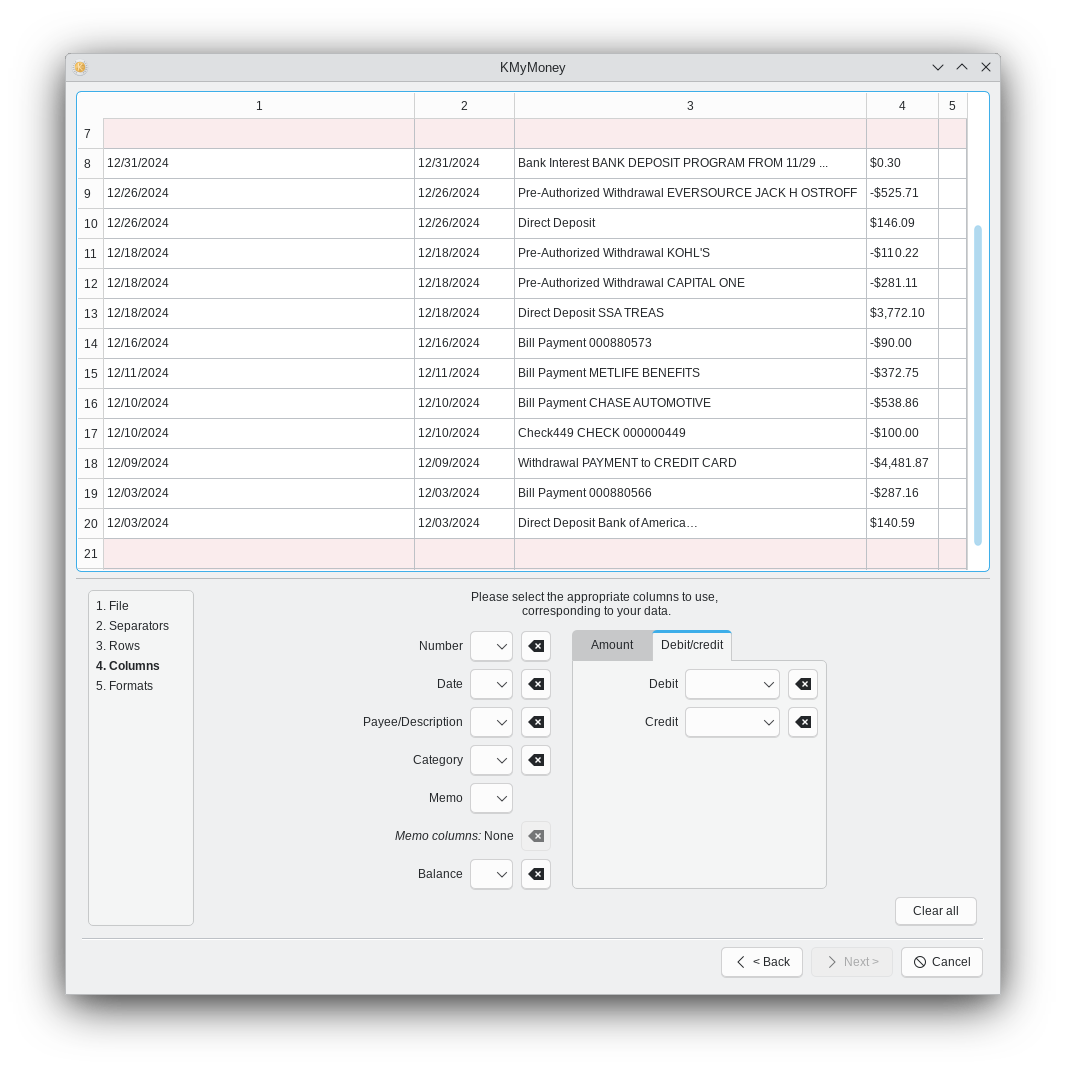 KMyMoney
1 2 3 4 5
7
8 12/31/2024 12/31/2024 Bank Interest BANK DEPOSIT PROGRAM FROM 11/29 ... $0.30
9 12/26/2024 12/26/2024 Pre-Authorized Withdrawal EVERSOURCE JACK H OSTROFF -$525.71
10 12/26/2024 12/26/2024 Direct Deposit $146.09
11 12/18/2024 12/18/2024 Pre-Authorized Withdrawal KOHL'S -$110.22
12 12/18/2024 12/18/2024 Pre-Authorized Withdrawal CAPITAL ONE -$281.11
13 12/18/2024 12/18/2024 Direct Deposit SSA TREAS $3,772.10
14 12/16/2024 12/16/2024 Bill Payment 000880573 -$90.00
15 12/11/2024 12/11/2024 Bill Payment METLIFE BENEFITS -$372.75
16 12/10/2024 12/10/2024 Bill Payment CHASE AUTOMOTIVE -$538.86
17 12/10/2024 12/10/2024 Check449 CHECK 000000449 -$100.00
18 12/09/2024 12/09/2024 Withdrawal PAYMENT to CREDIT CARD -$4,481.87
19 12/03/2024 12/03/2024 Bill Payment 000880566 -$287.16
20 12/03/2024 12/03/2024 Direct Deposit Bank of America… $140.59
21
1. File
2. Separators
3. Rows
4. Columns
5. Formats
Please select the appropriate columns to use,
corresponding to your data.
Number
Date
Payee/Description
Category
Memo
Memo columns: None
Balance
Amount Debit/credit
Debit
Credit
Clear all
< Back Next > Cancel